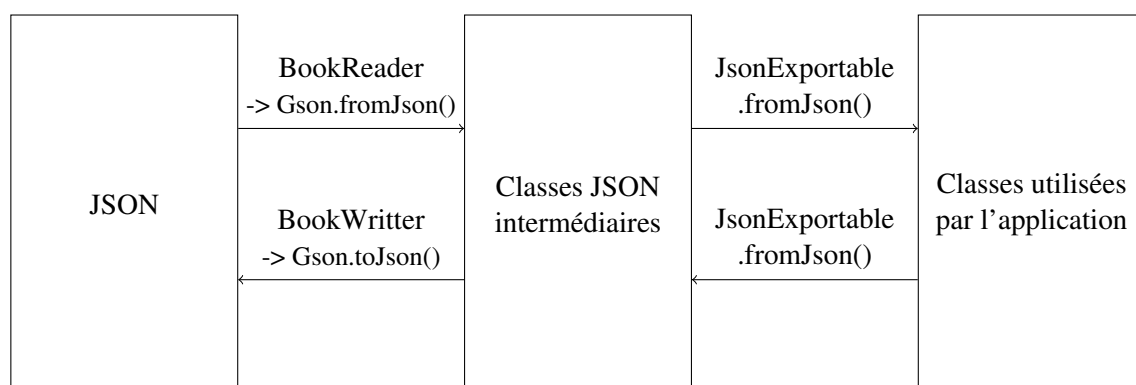 JSON
BookReader
-> Gson.fromJson()
BookWritter
-> Gson.toJson()
Classes JSON
intermédiaires
JsonExportable
.fromJson()
JsonExportable
.fromJson()
Classes utilisées
par l'application